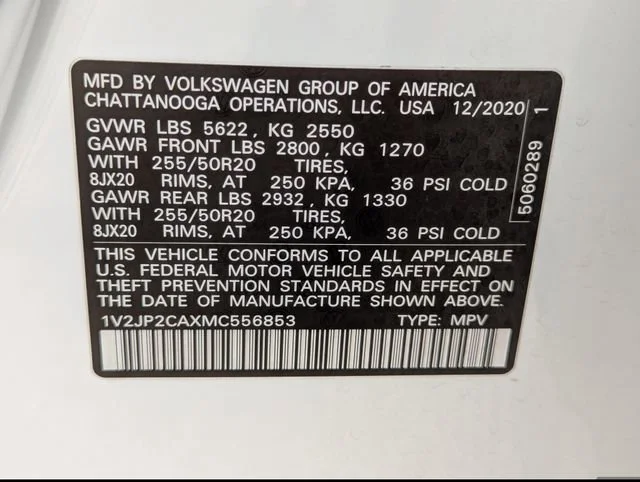 MFD BY VOLKSWAGEN GROUP OF AMERICA
CHATTANOOGA OPERATIONS, LLC. USA 12/2020
GVWR LBS 5622, KG 2550
GAWR FRONT LBS 2800, KG 1270
WITH 255/50R20 TIRES,
8JX20 RIMS, AT 250 KPA, 36 PSI COLD
GAWR REAR LBS 2932, KG 1330
WITH 255/50R20 TIRES,
8JX20 RIMS, AT 250 KPA, 36 PSI COLD
5060289 1
THIS VEHICLE CONFORMS TO ALL APPLICABLE
U.S. FEDERAL MOTOR VEHICLE SAFETY AND
THEFT PREVENTION STANDARDS IN EFFECT ON
THE DATE OF MANUFACTURE SHOWN ABOVE.
1V2JP2CAXMC556853 TYPE: MPV